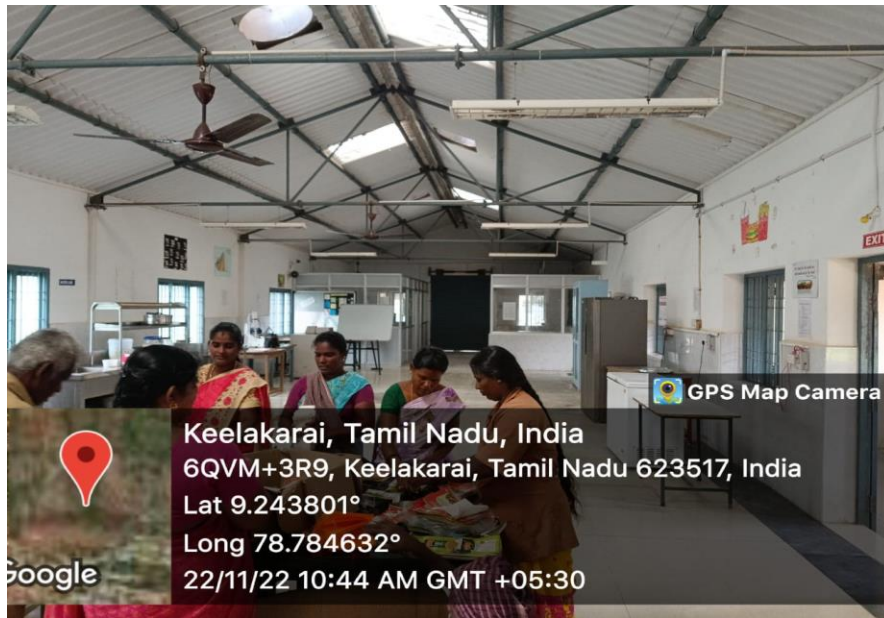 EXIT
GPS Map Camera
Keelakarai, Tamil Nadu, India
6QVM+3R9, Keelakarai, Tamil Nadu 623517, India
Lat 9.243801°
Long 78.784632°
22/11/22 10:44 AM GMT +05:30
Google